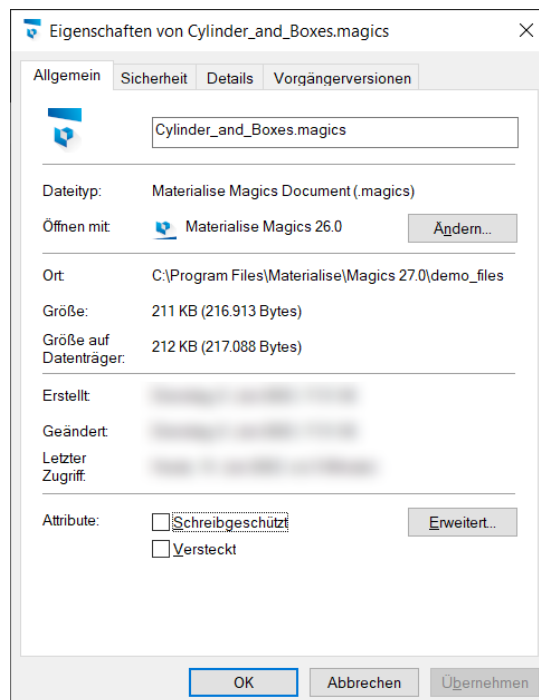 Eigenschaften von Cylinder_and_Boxes.magics
Allgemein Sicherheit Details Vorgängerversionen
Cylinder_and_Boxes.magics
Dateityp: Materialise Magics Document (.magics)
Öffnen mit: Materialise Magics 26.0 Ändern...
Ort: C:\Program Files\Materialise\Magics 27.0\demo_files
Größe: 211 KB (216.913 Bytes)
Größe auf
Datenträger: 212 KB (217.088 Bytes)
Erstellt:
Geändert:
Letzter
Zugriff:
Attribute: Schreibgeschützt Erweitert...
Versteckt
OK Abbrechen Übernehmen